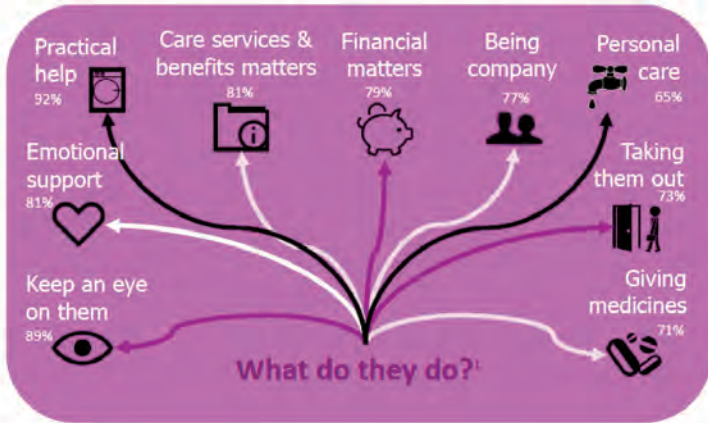 Practical
help
92%
Care services &
benefits matters
81%
Financial
matters
79%
Being
company
77%
Personal
care
65%
Emotional
support
81%
Taking
them out
73%
Keep an eye
on them
89%
Giving
medicines
71%
What do they do?¹